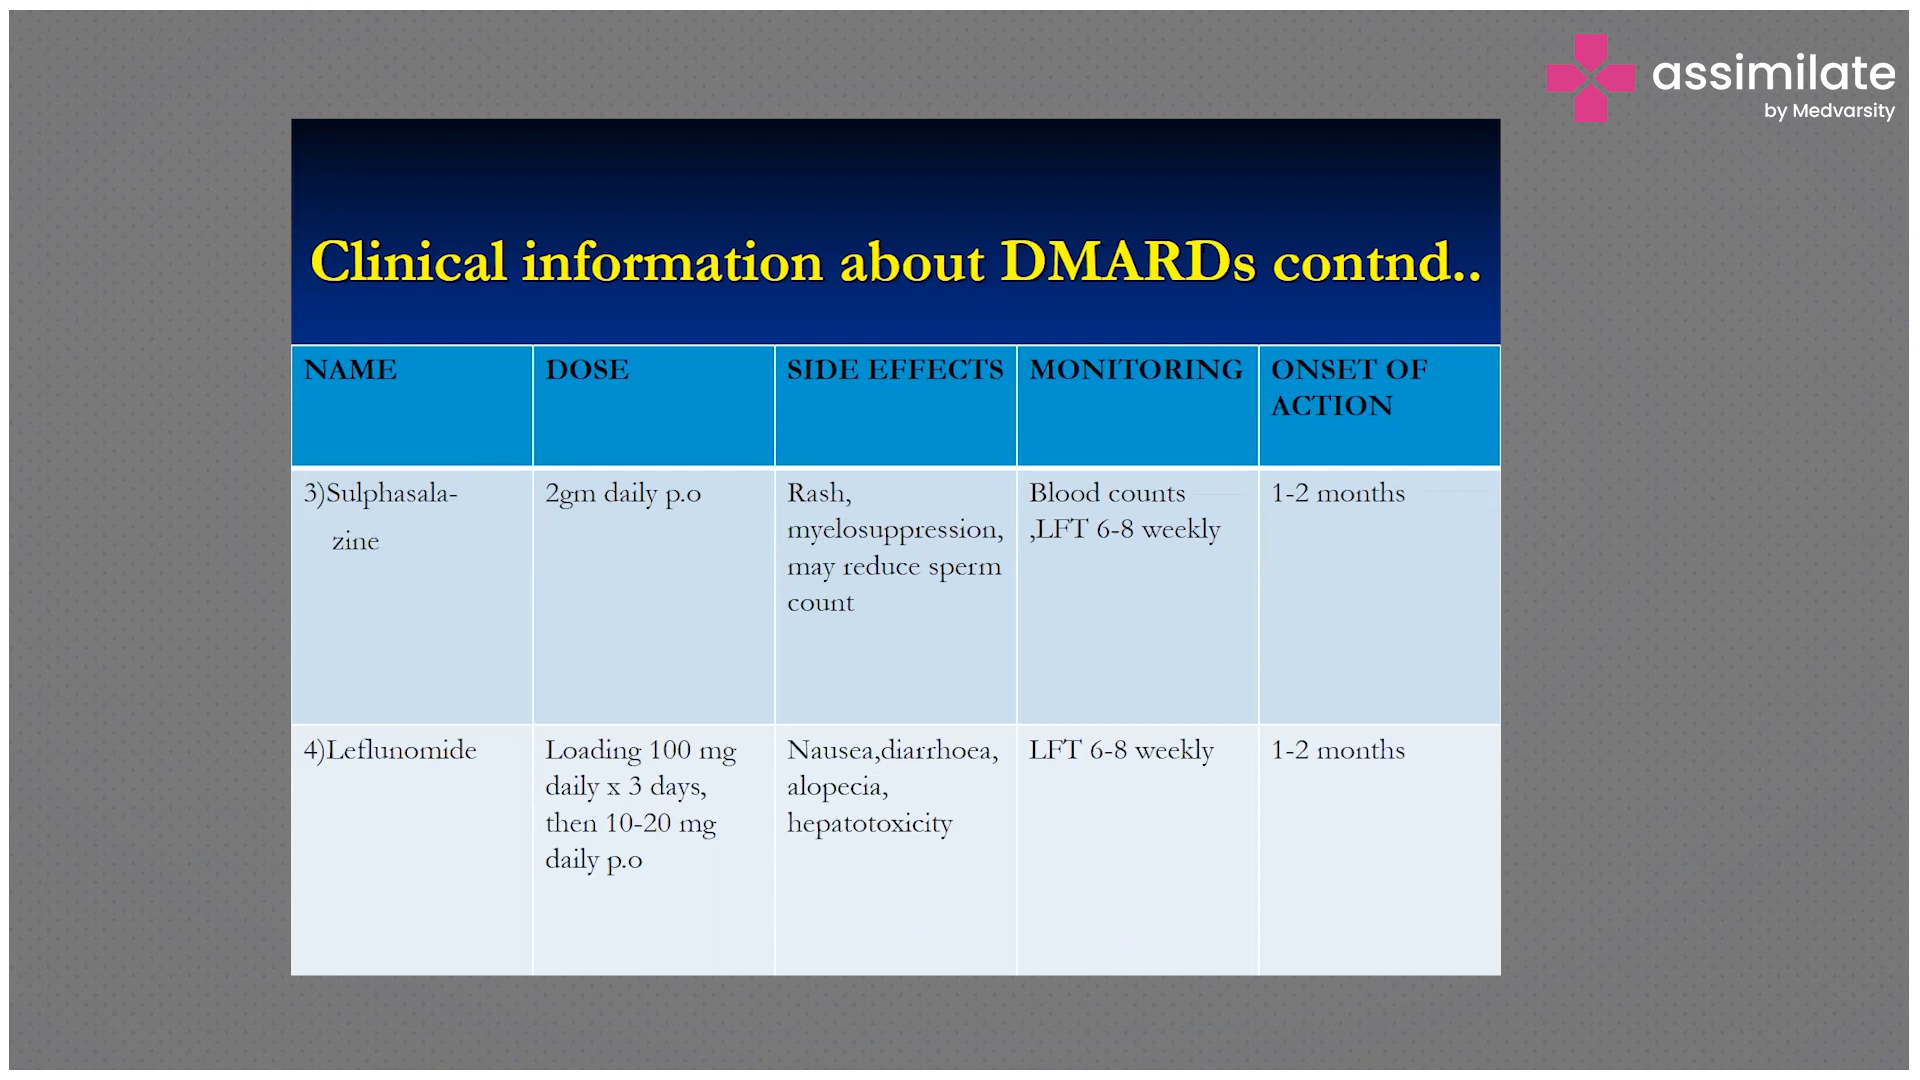 assimilate
by Medvarsity
Clinical information about DMARDs contnd..
NAME
DOSE
SIDE EFFECTS
MONITORING
ONSET OF
ACTION
3)Sulphasala-
zine
2gm daily p.o
Rash,
myelosuppression,
may reduce sperm
count
Blood counts
,LFT 6-8 weekly
1-2 months
4)Leflunomide
Loading 100 mg
daily x 3 days,
then 10-20 mg
daily p.o
Nausea,diarrhoea,
alopecia,
hepatotoxicity
LFT 6-8 weekly
1-2 months